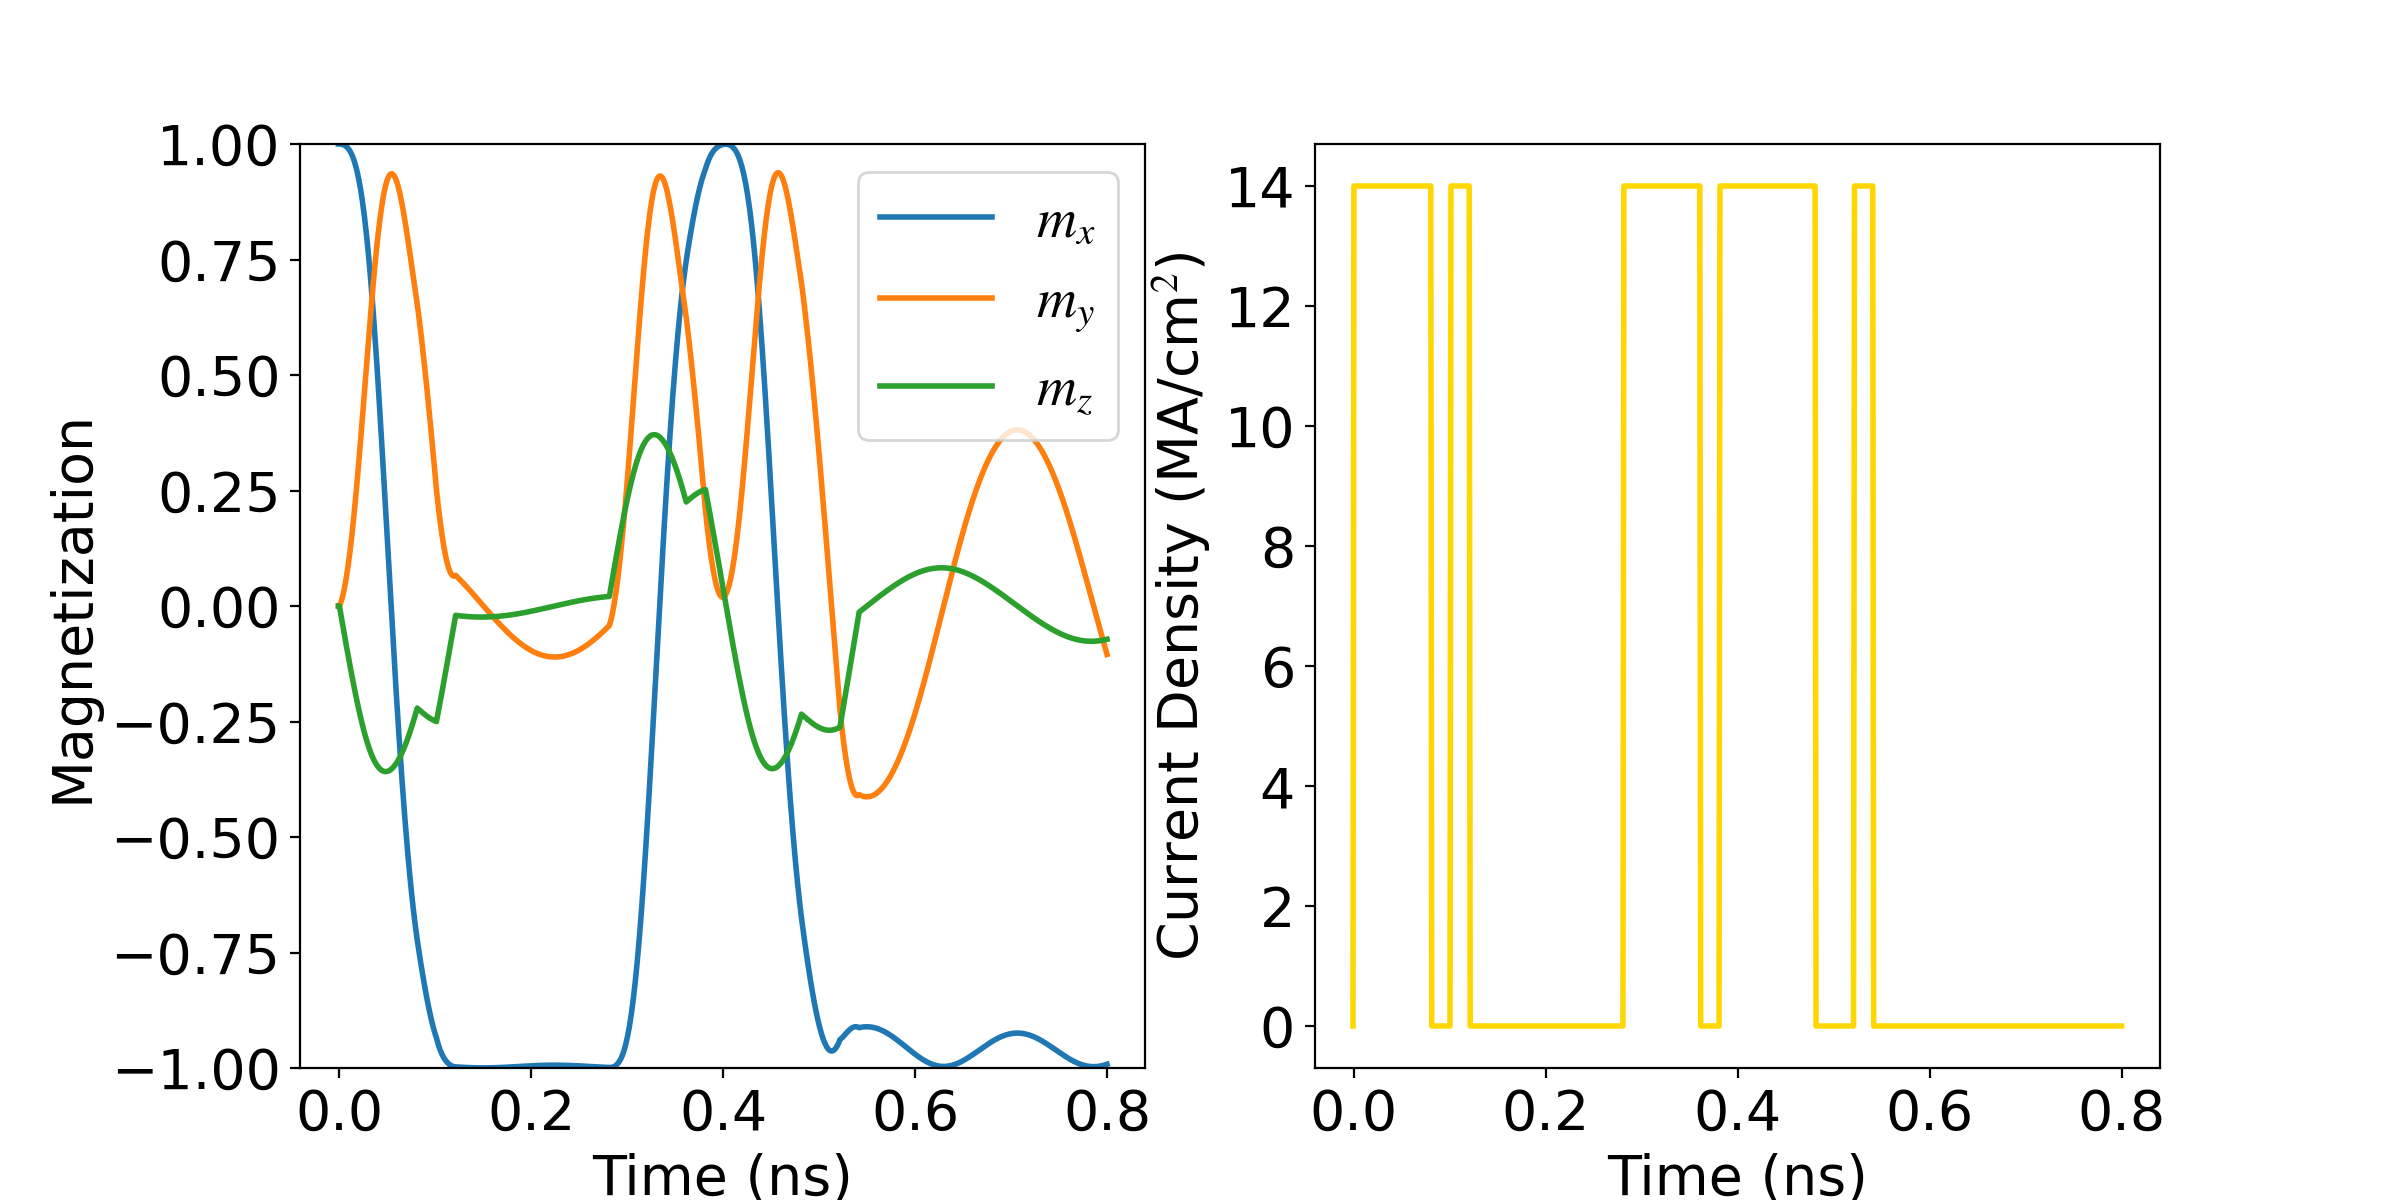 Magnetization
1.00
0.75
0.50
0.25
0.00
−0.25
−0.50
−0.75
−1.00
0.0 0.2 0.4 0.6 0.8
Time (ns)
m_x
m_y
m_z
Current Density (MA/cm²)
14
12
10
8
6
4
2
0
0.0 0.2 0.4 0.6 0.8
Time (ns)